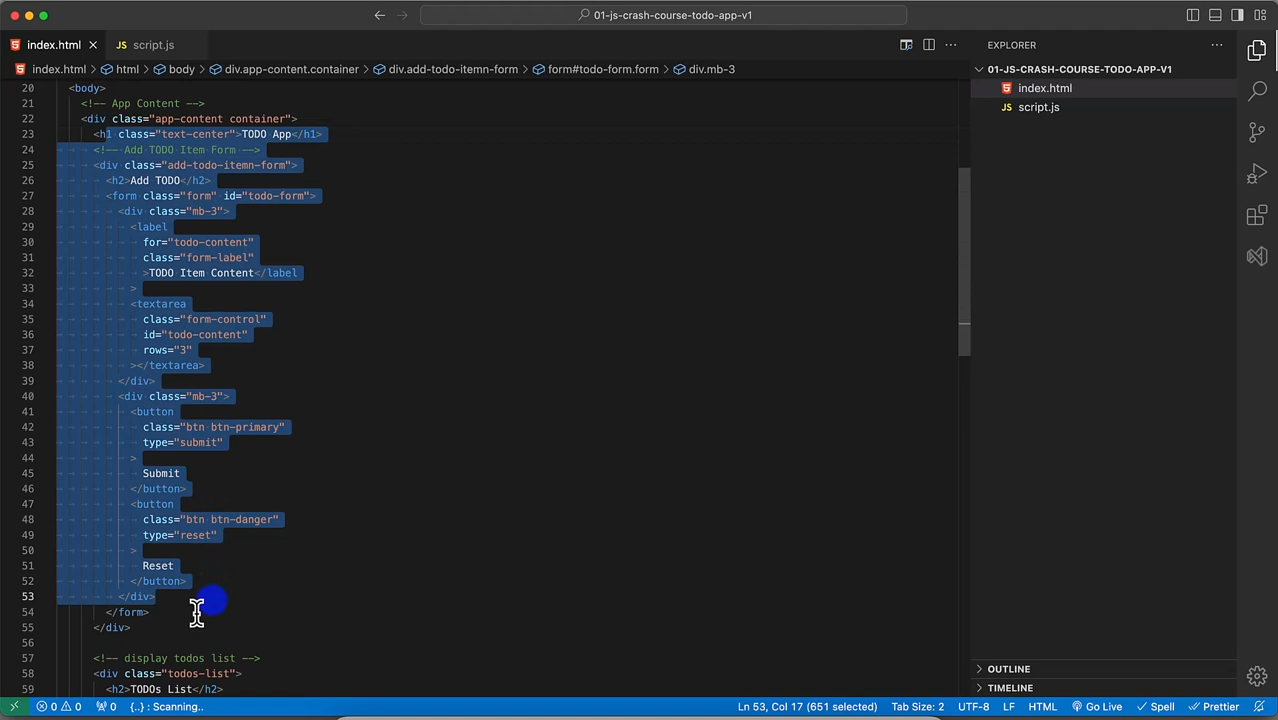 01-js-crash-course-todo-app-v1
index.html
JS script.js
EXPLORER
index.html > html > body > div.app-content.container > div.add-todo-itemn-form > form#todo-form.form > div.mb-3
01-JS-CRASH-COURSE-TODO-APP-V1
index.html
JS script.js
20 <body>
21 <!-- App Content -->
22 <div class="app-content container">
23 <h1 class="text-center">TODO App</h1>
24 <!-- Add TODO Item Form -->
25 <div class="add-todo-itemn-form">
26 <h2>Add TODO</h2>
27 <form class="form" id="todo-form">
28 <div class="mb-3">
29 <label
30 for="todo-content"
31 class="form-label"
32 >TODO Item Content</label
33 >
34 <textarea
35 class="form-control"
36 id="todo-content"
37 rows="3"
38 ></textarea>
39 </div>
40 <div class="mb-3">
41 <button
42 class="btn btn-primary"
43 type="submit"
44 >
45 Submit
46 </button>
47 <button
48 class="btn btn-danger"
49 type="reset"
50 >
51 Reset
52 </button>
53 </div>
54 </form>
55 </div>
56
57 <!-- display todos list -->
58 <div class="todos-list">
59 <h2>TODOs List</h2>
OUTLINE
TIMELINE
0 0 0 {..} : Scanning.. Ln 53, Col 17 (651 selected) Tab Size: 2 UTF-8 LF HTML Go Live Spell Prettier